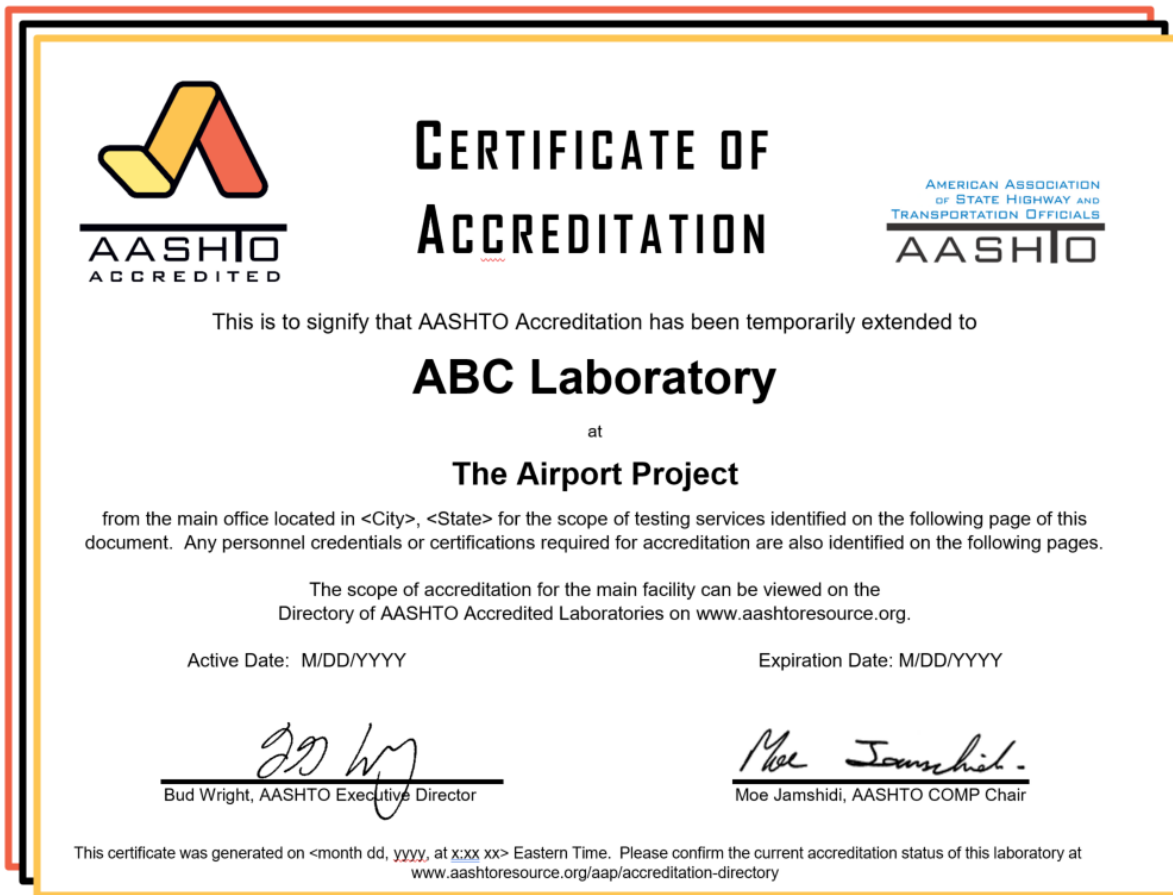 CERTIFICATE OF
ACCREDITATION
AASHTO
ACCREDITED
AMERICAN ASSOCIATION
OF STATE HIGHWAY AND
TRANSPORTATION OFFICIALS
AASHTO
This is to signify that AASHTO Accreditation has been temporarily extended to
ABC Laboratory
at
The Airport Project
from the main office located in <City>, <State> for the scope of testing services identified on the following page of this
document. Any personnel credentials or certifications required for accreditation are also identified on the following pages.
The scope of accreditation for the main facility can be viewed on the
Directory of AASHTO Accredited Laboratories on www.aashtoresource.org.
Active Date: M/DD/YYYY
Expiration Date: M/DD/YYYY
Moe Jamshidi
Bud Wright, AASHTO Executive Director
Moe Jamshidi, AASHTO COMP Chair
This certificate was generated on <month dd, yyyy, at x:xx xx> Eastern Time. Please confirm the current accreditation status of this laboratory at
www.aashtoresource.org/aap/accreditation-directory